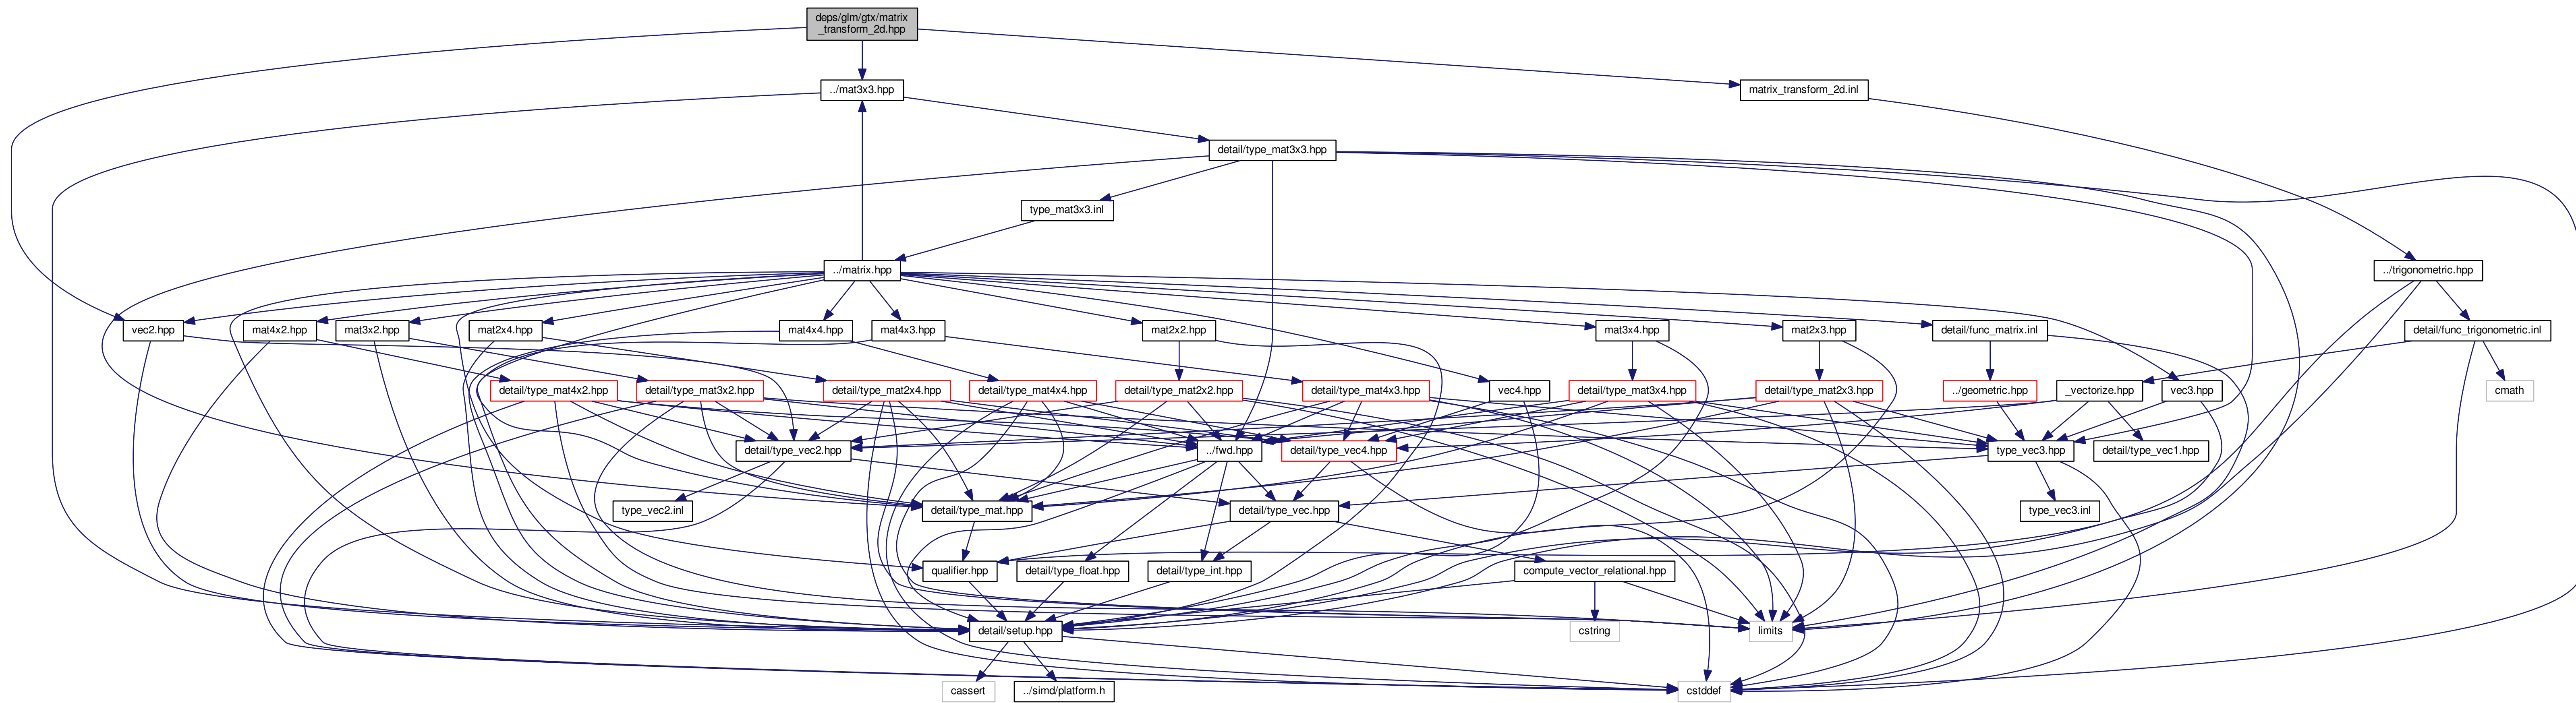 deps/glm/gtx/matrix
_transform_2d.hpp
../mat3x3.hpp
matrix_transform_2d.inl
detail/type_mat3x3.hpp
type_mat3x3.inl
../matrix.hpp
../trigonometric.hpp
vec2.hpp
mat4x2.hpp
mat3x2.hpp
mat2x4.hpp
mat4x4.hpp
mat4x3.hpp
mat2x2.hpp
mat3x4.hpp
mat2x3.hpp
detail/func_matrix.inl
detail/func_trigonometric.inl
detail/type_mat4x2.hpp
detail/type_mat3x2.hpp
detail/type_mat2x4.hpp
detail/type_mat4x4.hpp
detail/type_mat2x2.hpp
detail/type_mat4x3.hpp
vec4.hpp
detail/type_mat3x4.hpp
detail/type_mat2x3.hpp
../geometric.hpp
_vectorize.hpp
vec3.hpp
cmath
detail/type_vec2.hpp
../fwd.hpp
detail/type_vec4.hpp
type_vec3.hpp
detail/type_vec1.hpp
type_vec2.inl
detail/type_mat.hpp
detail/type_vec.hpp
type_vec3.inl
qualifier.hpp
detail/type_float.hpp
detail/type_int.hpp
compute_vector_relational.hpp
detail/setup.hpp
cstring
limits
cassert
../simd/platform.h
cstddef